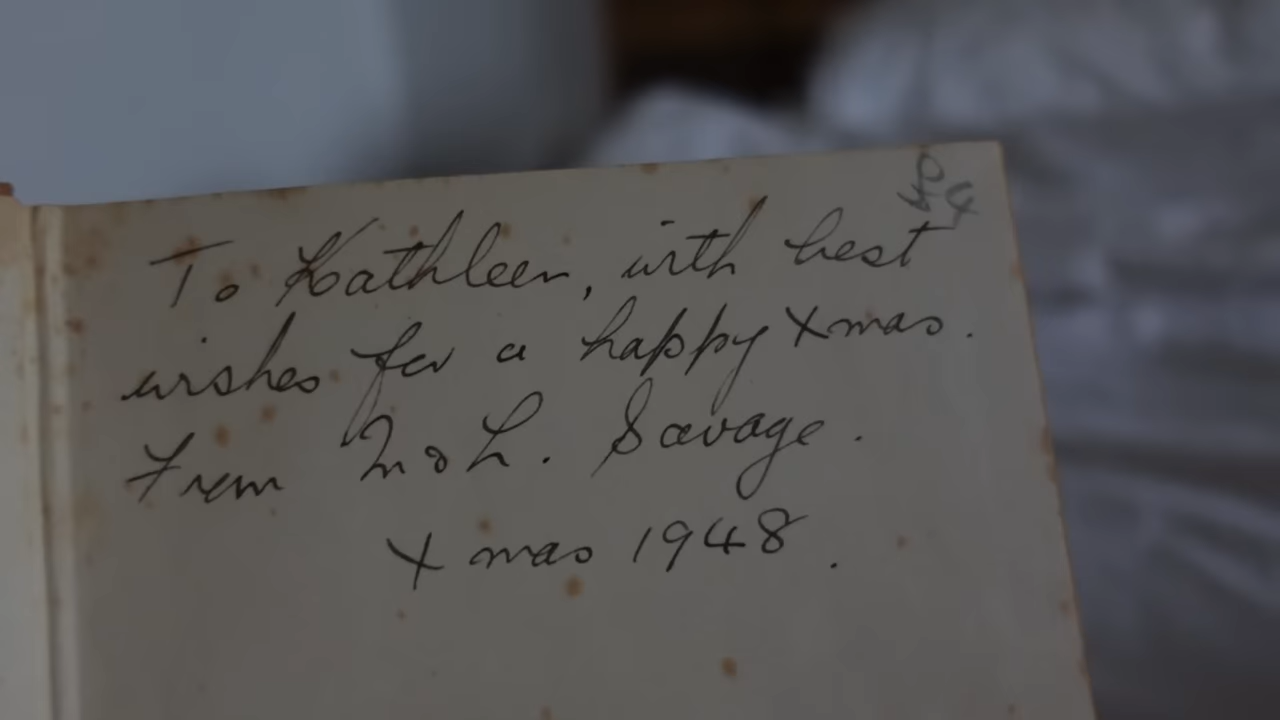 To Kathleen, with best
wishes for a happy Xmas.
From M & L. Savage.
Xmas 1948.